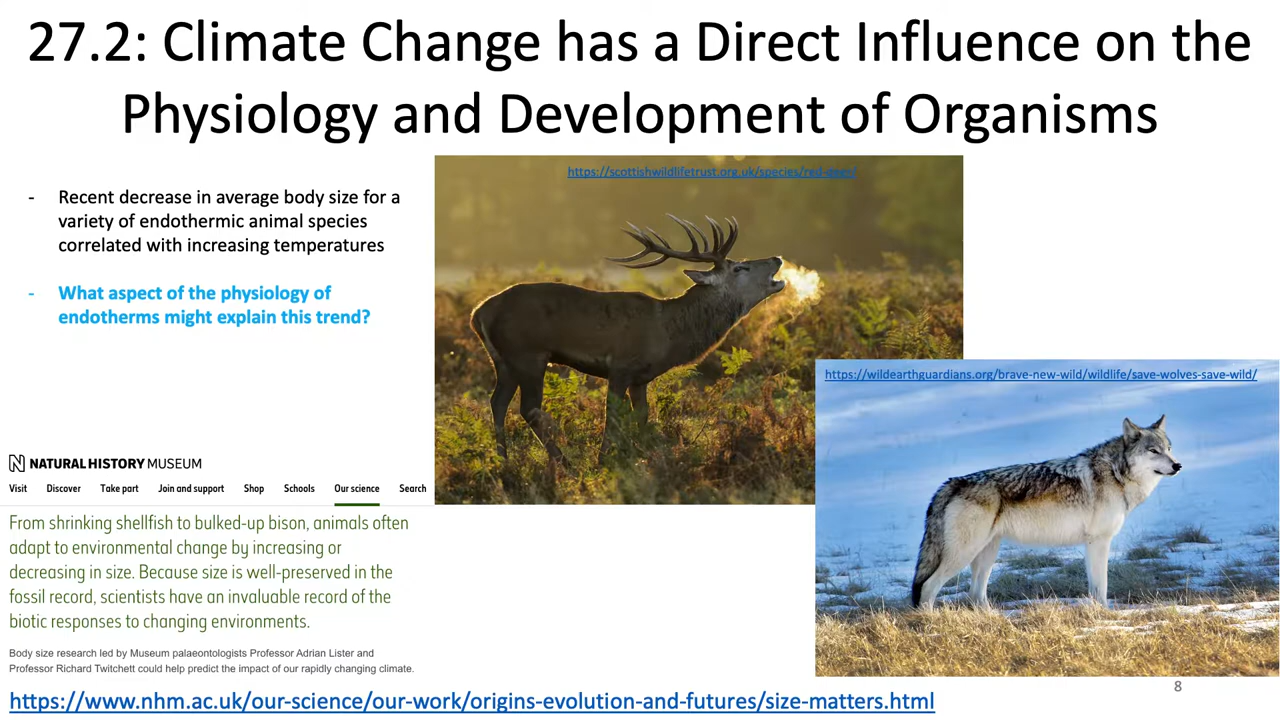 27.2: Climate Change has a Direct Influence on the
Physiology and Development of Organisms
- Recent decrease in average body size for a
variety of endothermic animal species
correlated with increasing temperatures
- What aspect of the physiology of
endotherms might explain this trend?
https://scottishwildlifetrust.org.uk/species/red-deer/
https://wildearthguardians.org/brave-new-wild/wildlife/save-wolves-save-wild/
NATURAL HISTORY MUSEUM
Visit Discover Take part Join and support Shop Schools Our science Search
From shrinking shellfish to bulked-up bison, animals often
adapt to environmental change by increasing or
decreasing in size. Because size is well-preserved in the
fossil record, scientists have an invaluable record of the
biotic responses to changing environments.
Body size research led by Museum palaeontologists Professor Adrian Lister and
Professor Richard Twitchett could help predict the impact of our rapidly changing climate.
8
https://www.nhm.ac.uk/our-science/our-work/origins-evolution-and-futures/size-matters.html